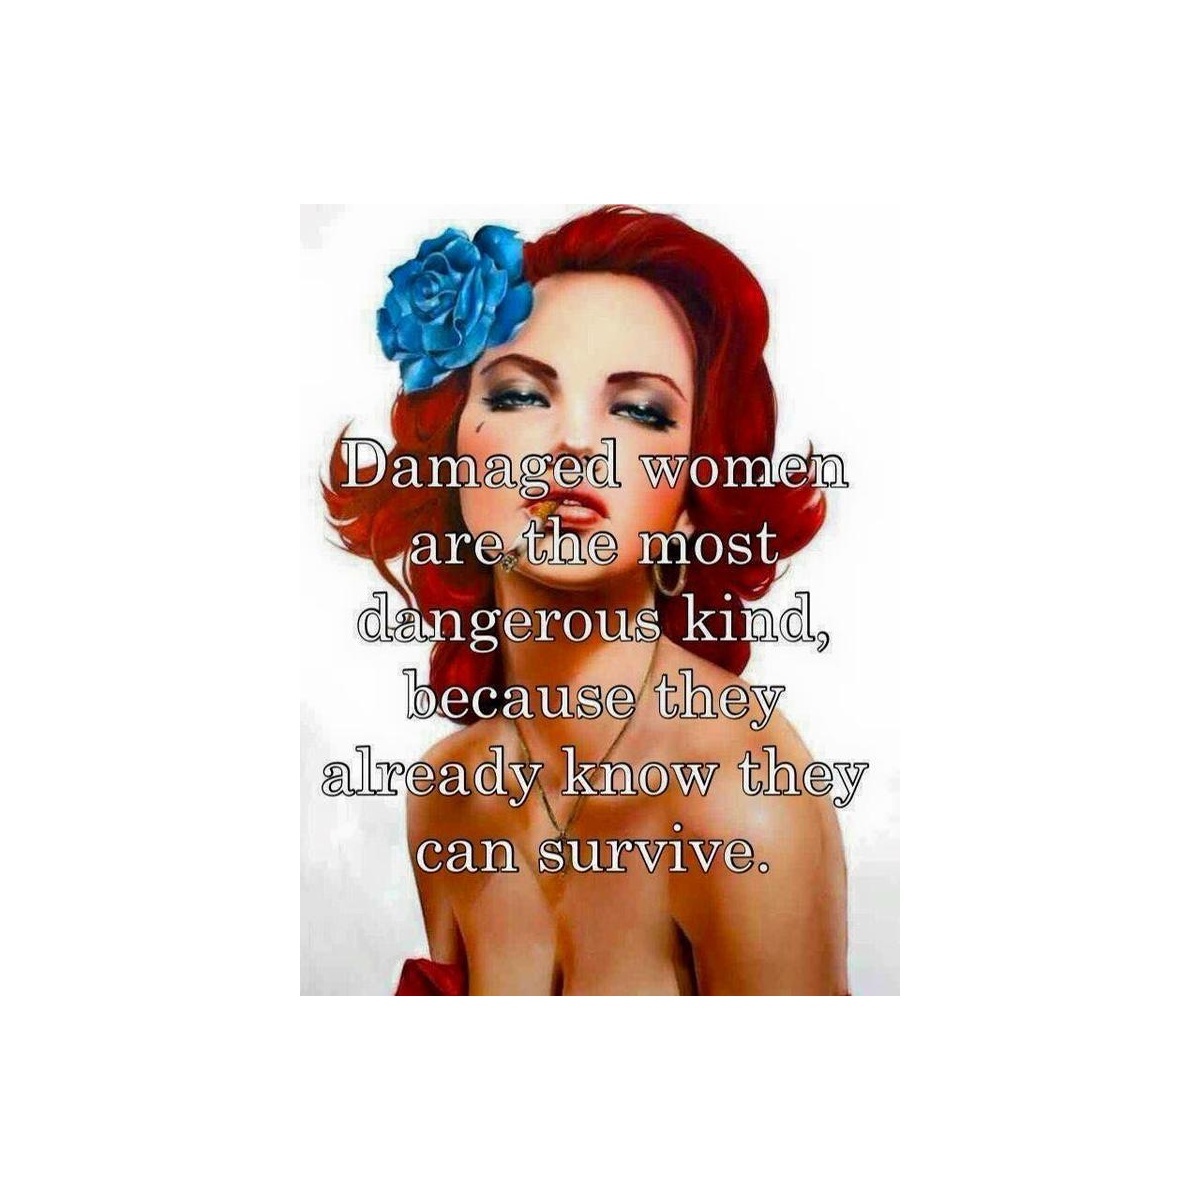 Damaged women
are the most
dangerous kind,
because they
already know they
can survive.